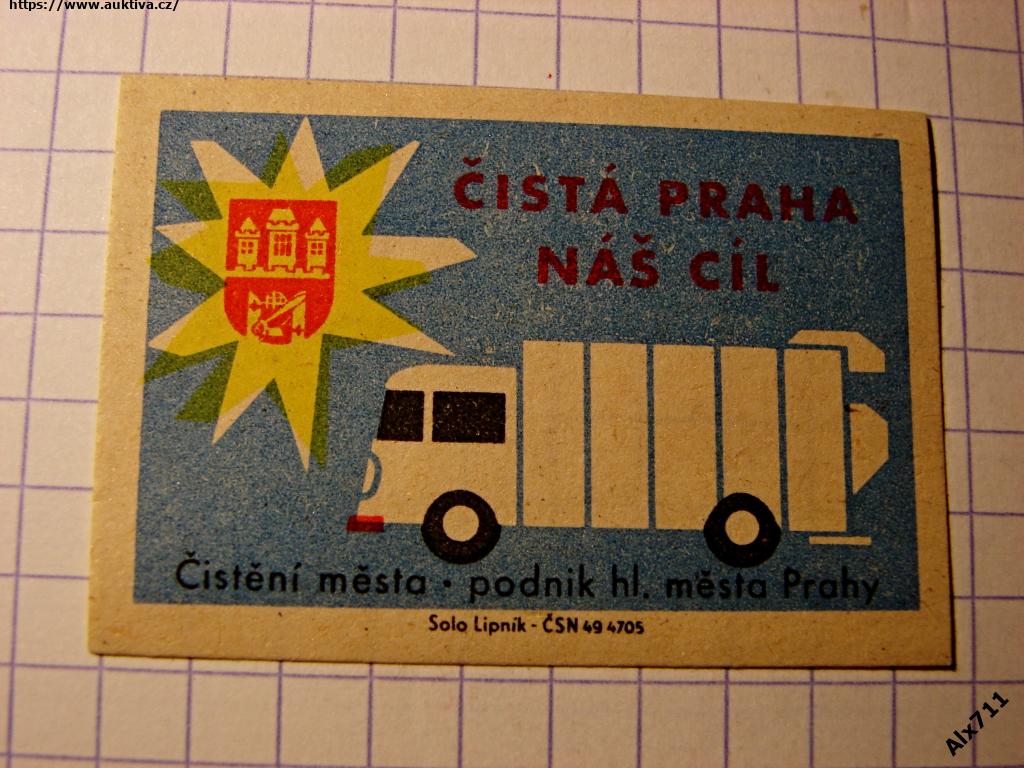 https://www.auktiva.cz/
ČISTÁ PRAHA
NÁŠ CÍL
Čistění města · podnik hl. města Prahy
Solo Lipník - ČSN 49 4705
Alx711